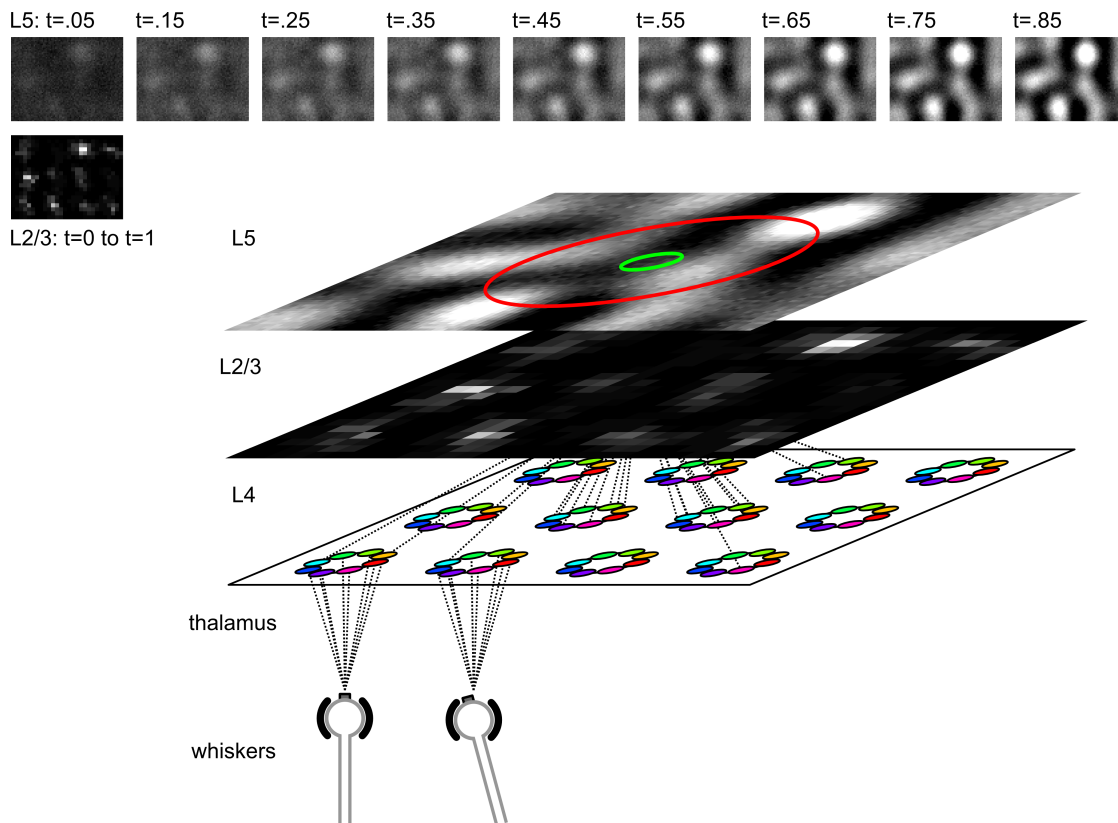 L5: t=.05 t=.15 t=.25 t=.35 t=.45 t=.55 t=.65 t=.75 t=.85
L2/3: t=0 to t=1
L5
L2/3
L4
thalamus
whiskers